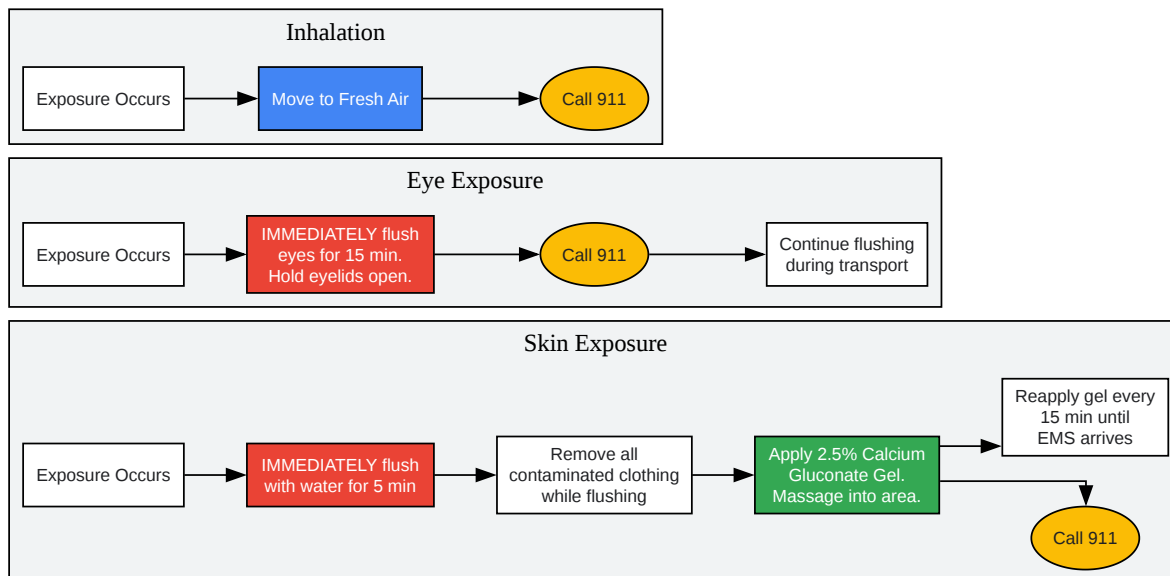 Inhalation
Exposure Occurs
Move to Fresh Air
Call 911
Eye Exposure
Exposure Occurs
IMMEDIATELY flush
eyes for 15 min.
Hold eyelids open.
Call 911
Continue flushing
during transport
Skin Exposure
Exposure Occurs
IMMEDIATELY flush
with water for 5 min
Remove all
contaminated clothing
while flushing
Apply 2.5% Calcium
Gluconate Gel.
Massage into area.
Reapply gel every
15 min until
EMS arrives
Call 911